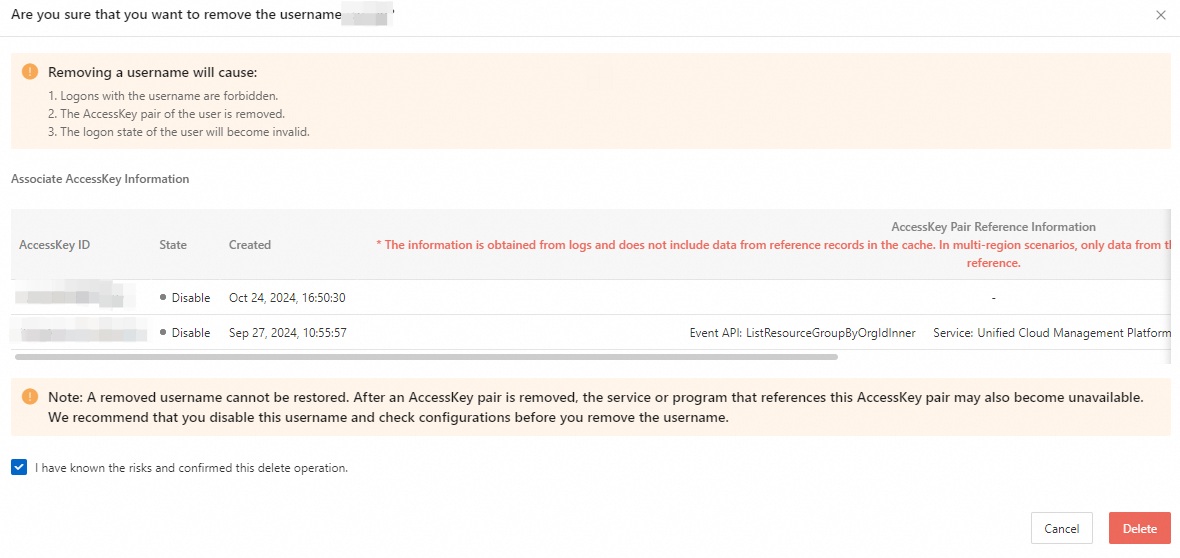 Are you sure that you want to remove the username ?
Removing a username will cause:
1. Logons with the username are forbidden.
2. The AccessKey pair of the user is removed.
3. The logon state of the user will become invalid.
Associate AccessKey Information
AccessKey ID State Created AccessKey Pair Reference Information
* The information is obtained from logs and does not include data from reference records in the cache. In multi-region scenarios, only data from
reference.
Disable Oct 24, 2024, 16:50:30 -
Disable Sep 27, 2024, 10:55:57 Event API: ListResourceGroupByOrgIdInner Service: Unified Cloud Management Platform
Note: A removed username cannot be restored. After an AccessKey pair is removed, the service or program that references this AccessKey pair may also become unavailable.
We recommend that you disable this username and check configurations before you remove the username.
I have known the risks and confirmed this delete operation.
Cancel Delete